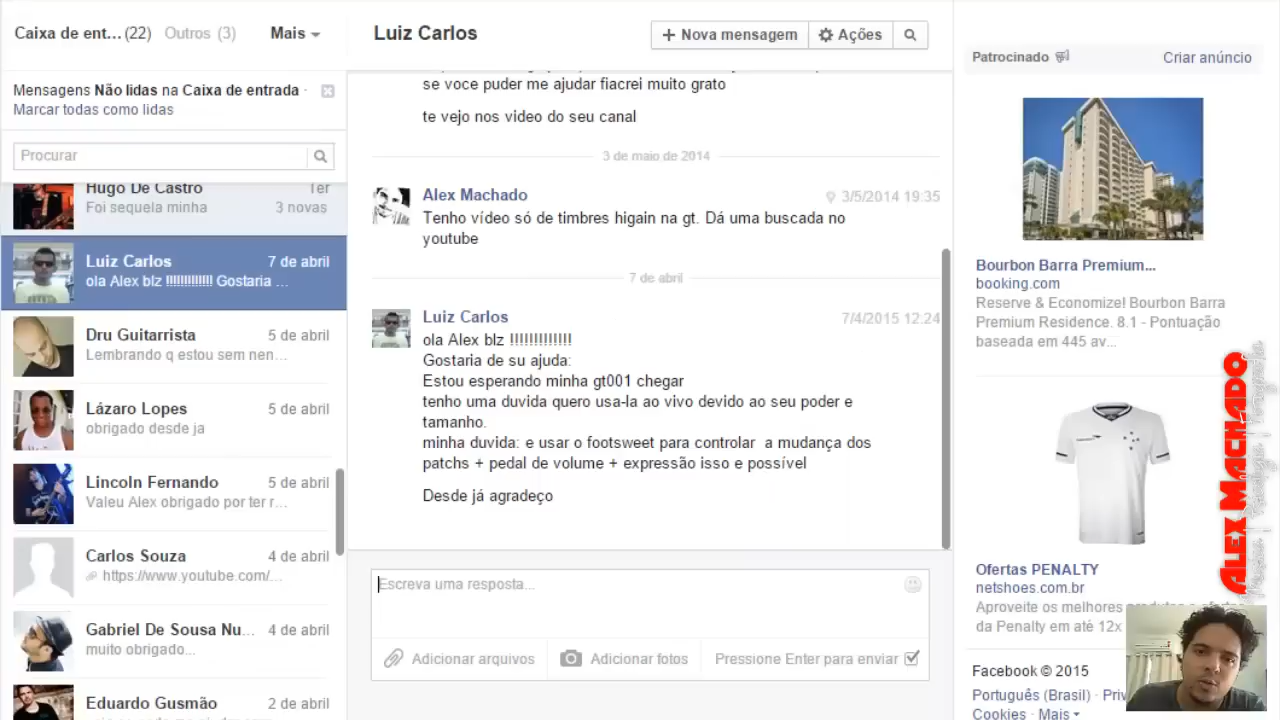 Caixa de ent... (22)
Outros (3)
Mais
Mensagens Não lidas na Caixa de entrada ·
Marcar todas como lidas
Procurar
Hugo De Castro
Ter
Foi sequela minha
3 novas
Luiz Carlos
7 de abril
ola Alex blz !!!!!!!!!!!!! Gostaria ...
Dru Guitarrista
5 de abril
Lembrando q estou sem nen...
Lázaro Lopes
5 de abril
obrigado desde ja
Lincoln Fernando
5 de abril
Valeu Alex obrigado por ter r...
Carlos Souza
4 de abril
https://www.youtube.com/...
Gabriel De Sousa Nu...
4 de abril
muito obrigado...
Eduardo Gusmão
2 de abril
Luiz Carlos
Nova mensagem
Ações
se voce puder me ajudar fiacrei muito grato
te vejo nos video do seu canal
3 de maio de 2014
Alex Machado
3/5/2014 19:35
Tenho vídeo só de timbres higain na gt. Dá uma buscada no
youtube
7 de abril
Luiz Carlos
7/4/2015 12:24
ola Alex blz !!!!!!!!!!!!!
Gostaria de su ajuda:
Estou esperando minha gt001 chegar
tenho uma duvida quero usa-la ao vivo devido ao seu poder e
tamanho.
minha duvida: e usar o footsweet para controlar a mudança dos
patchs + pedal de volume + expressão isso e possível
Desde já agradeço
Escreva uma resposta...
Adicionar arquivos
Adicionar fotos
Pressione Enter para enviar
Patrocinado
Criar anúncio
Bourbon Barra Premium...
booking.com
Reserve & Economize! Bourbon Barra
Premium Residence. 8.1 - Pontuação
baseada em 445 av...
Ofertas PENALTY
netshoes.com.br
Aproveite os melhores produtos e ofertas
da Penalty em até 12x
Facebook © 2015
Português (Brasil) · Priv
Cookies · Mais
ALEX MACHADO